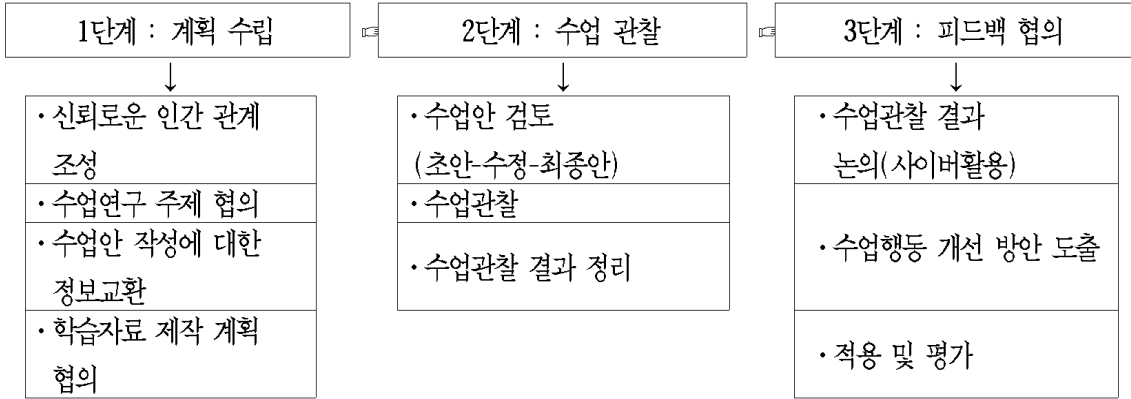 1단계 : 계획 수립 ☞ 2단계 : 수업 관찰 ☞ 3단계 : 피드백 협의
↓ ↓ ↓
· 신뢰로운 인간 관계
조성
· 수업연구 주제 협의
· 수업안 작성에 대한
정보교환
· 학습자료 제작 계획
협의
· 수업안 검토
(초안-수정-최종안)
· 수업관찰
· 수업관찰 결과 정리
· 수업관찰 결과
논의(사이버활용)
· 수업행동 개선 방안 도출
· 적용 및 평가